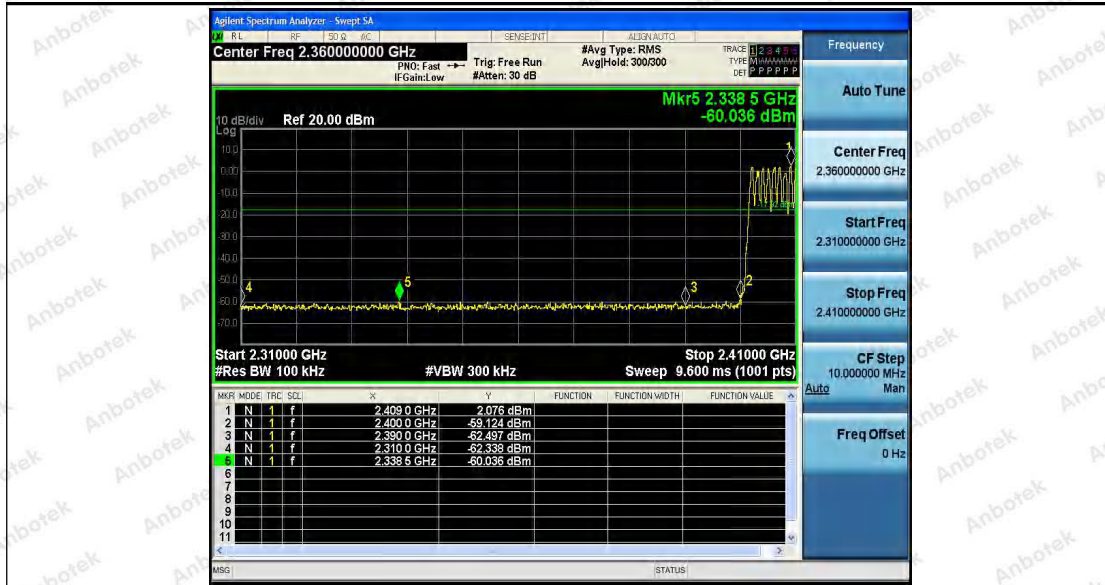 Agilent Spectrum Analyzer - Swept SA
RL RF 50 Ω AC SENSE:INT ALIGN AUTO
Center Freq 2.360000000 GHz
PNO: Fast
IFGain:Low
Trig: Free Run
#Atten: 30 dB
#Avg Type: RMS
Avg|Hold: 300/300
TRACE 1 2 3 4 5 6
TYPE M
DET P P P P P P
Mkr5 2.338 5 GHz
-60.036 dBm
10 dB/div Ref 20.00 dBm
Log
10.0
0.00
-10.0
-20.0
-30.0
-40.0
-50.0
-60.0
-70.0
1
2
3
4
5
Start 2.31000 GHz Stop 2.41000 GHz
#Res BW 100 kHz #VBW 300 kHz Sweep 9.600 ms (1001 pts)
MKR MODE TRC SCL X Y FUNCTION FUNCTION WIDTH FUNCTION VALUE
1 N 1 f 2.409 0 GHz 2.076 dBm
2 N 1 f 2.400 0 GHz -59.124 dBm
3 N 1 f 2.390 0 GHz -62.497 dBm
4 N 1 f 2.310 0 GHz -62.338 dBm
5 N 1 f 2.338 5 GHz -60.036 dBm
6
7
8
9
10
11
MSG STATUS
Frequency
Auto Tune
Center Freq
2.360000000 GHz
Start Freq
2.310000000 GHz
Stop Freq
2.410000000 GHz
CF Step
10.000000 MHz
Auto Man
Freq Offset
0 Hz
Anbotek